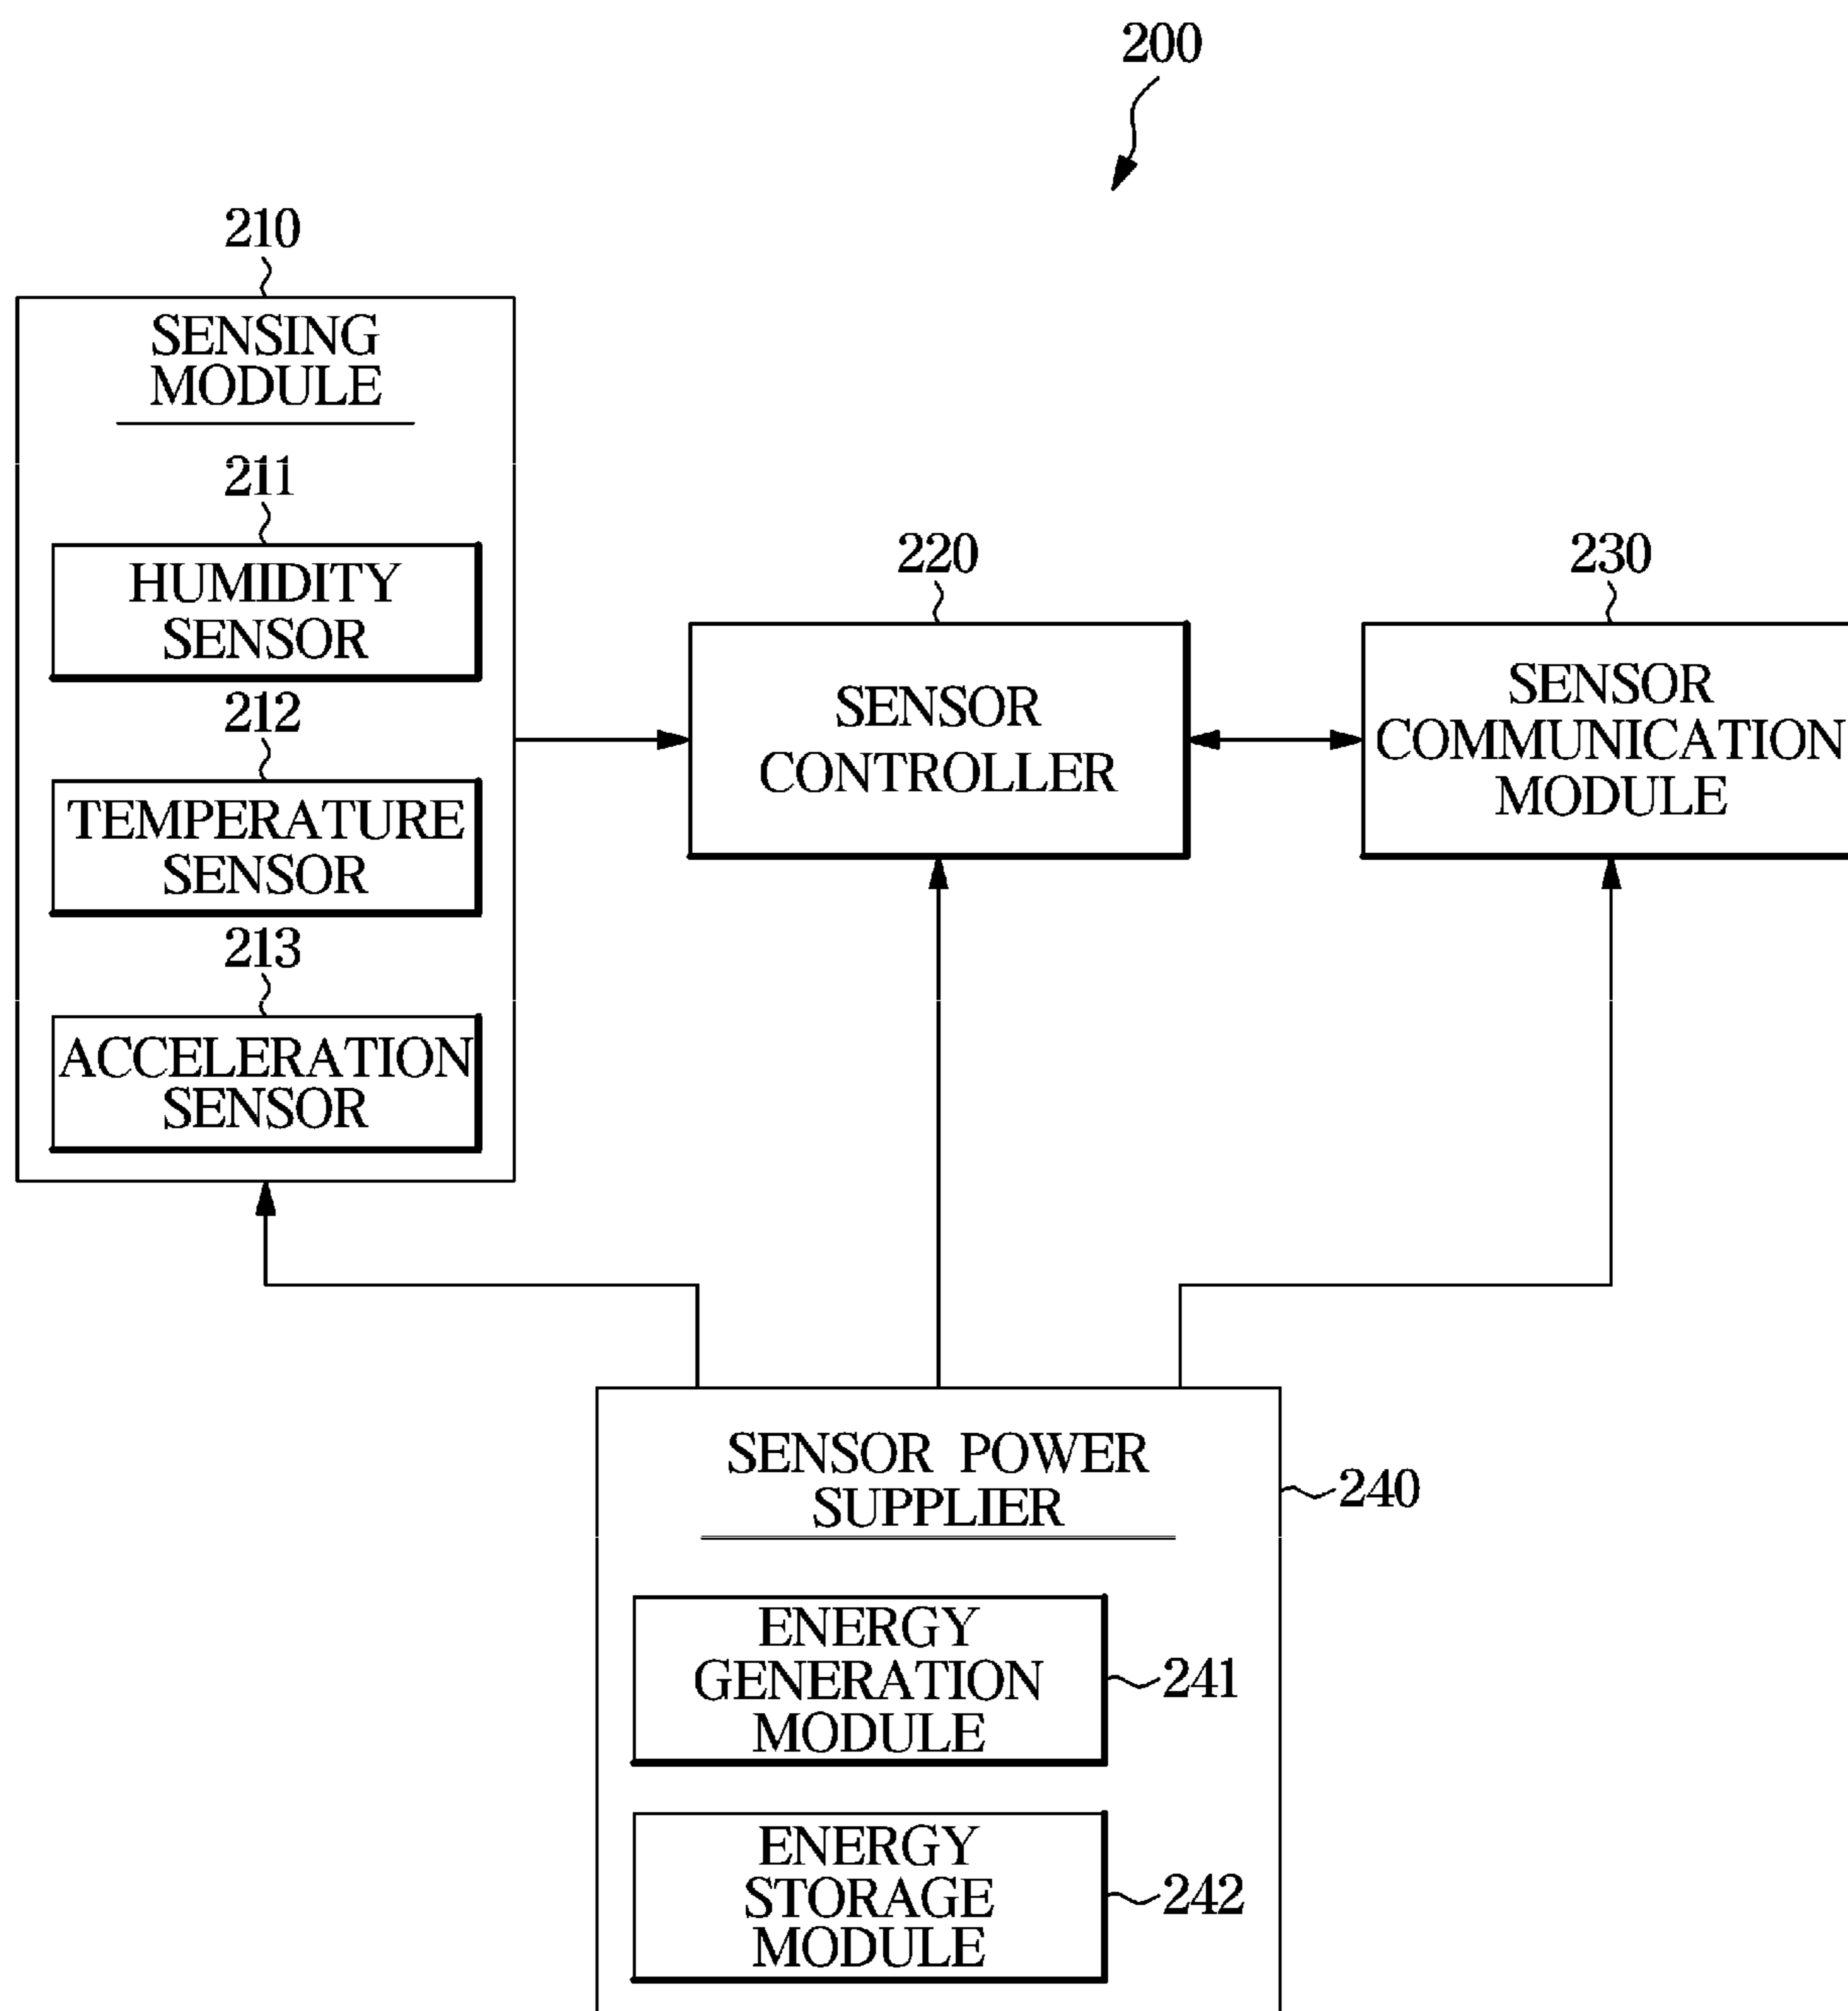 200
210
SENSING
MODULE
211
HUMIDITY
SENSOR
212
TEMPERATURE
SENSOR
213
ACCELERATION
SENSOR
220
SENSOR
CONTROLLER
230
SENSOR
COMMUNICATION
MODULE
SENSOR POWER
SUPPLIER
240
ENERGY
GENERATION
MODULE
241
ENERGY
STORAGE
MODULE
242